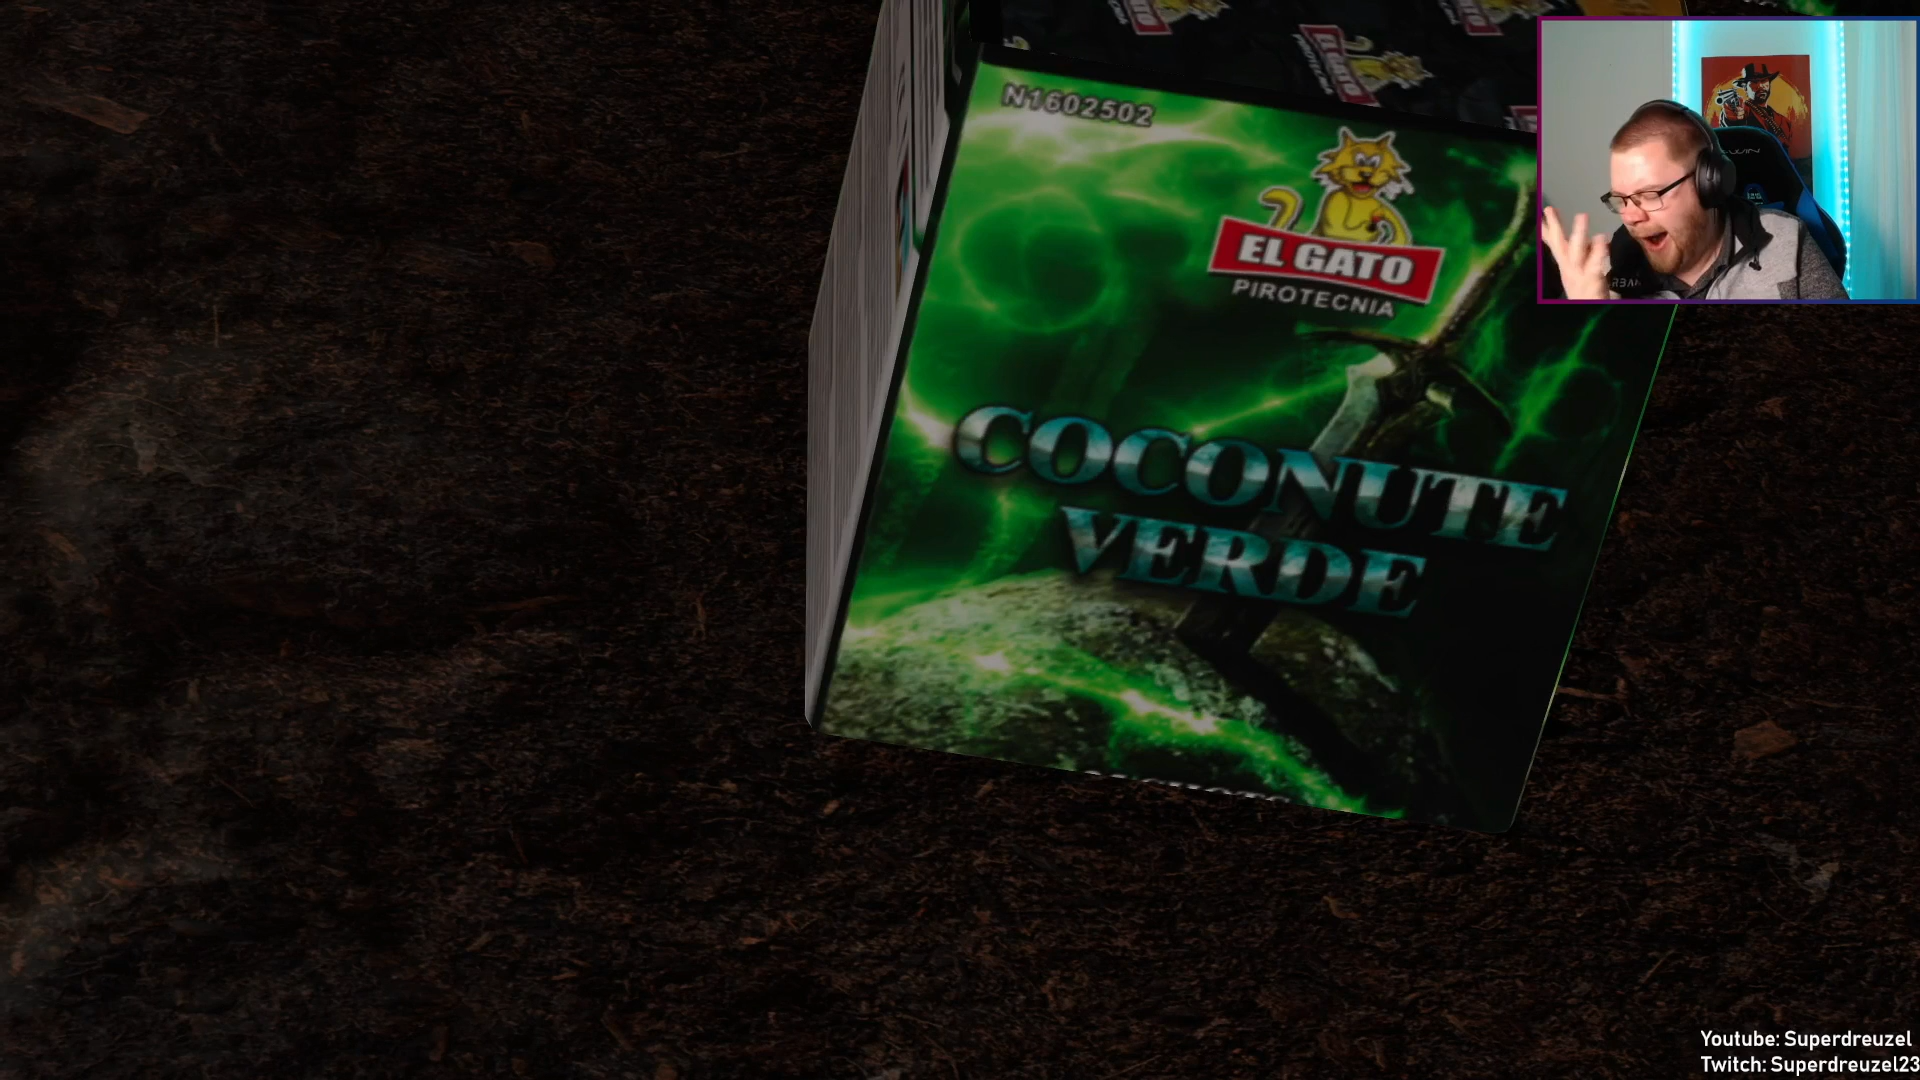 N1602502
EL GATO
PIROTECNIA
COCONUTE
VERDE
Youtube: Superdreuzel
Twitch: Superdreuzel23